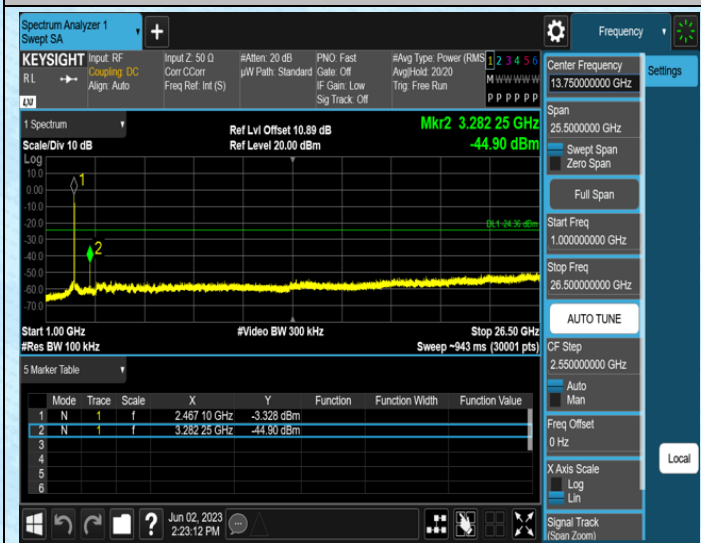 Spectrum Analyzer 1
Swept SA
Frequency
KEYSIGHT
RL
LXI
Input: RF
Coupling: DC
Align: Auto
Input Z: 50 Ω
Corr CCorr
Freq Ref: Int (S)
#Atten: 20 dB
µW Path: Standard
PNO: Fast
Gate: Off
IF Gain: Low
Sig Track: Off
#Avg Type: Power (RMS
Avg|Hold: 20/20
Trig: Free Run
1 2 3 4 5 6
M W W W W W
P P P P P P
1 Spectrum
Scale/Div 10 dB
Ref Lvl Offset 10.89 dB
Ref Level 20.00 dBm
Mkr2 3.282 25 GHz
-44.90 dBm
Log
10.0
0.00
-10.0
-20.0
-30.0
-40.0
-50.0
-60.0
-70.0
1
2
DL1 -24.36 dBm
Start 1.00 GHz
#Res BW 100 kHz
#Video BW 300 kHz
Stop 26.50 GHz
Sweep ~943 ms (30001 pts)
5 Marker Table
Mode Trace Scale X Y Function Function Width Function Value
1 N 1 f 2.467 10 GHz -3.328 dBm
2 N 1 f 3.282 25 GHz -44.90 dBm
3
4
5
6
?
Jun 02, 2023
2:23:12 PM
Center Frequency
13.750000000 GHz
Settings
Span
25.5000000 GHz
Swept Span
Zero Span
Full Span
Start Freq
1.000000000 GHz
Stop Freq
26.500000000 GHz
AUTO TUNE
CF Step
2.550000000 GHz
Auto
Man
Freq Offset
0 Hz
X Axis Scale
Log
Lin
Local
Signal Track
(Span Zoom)